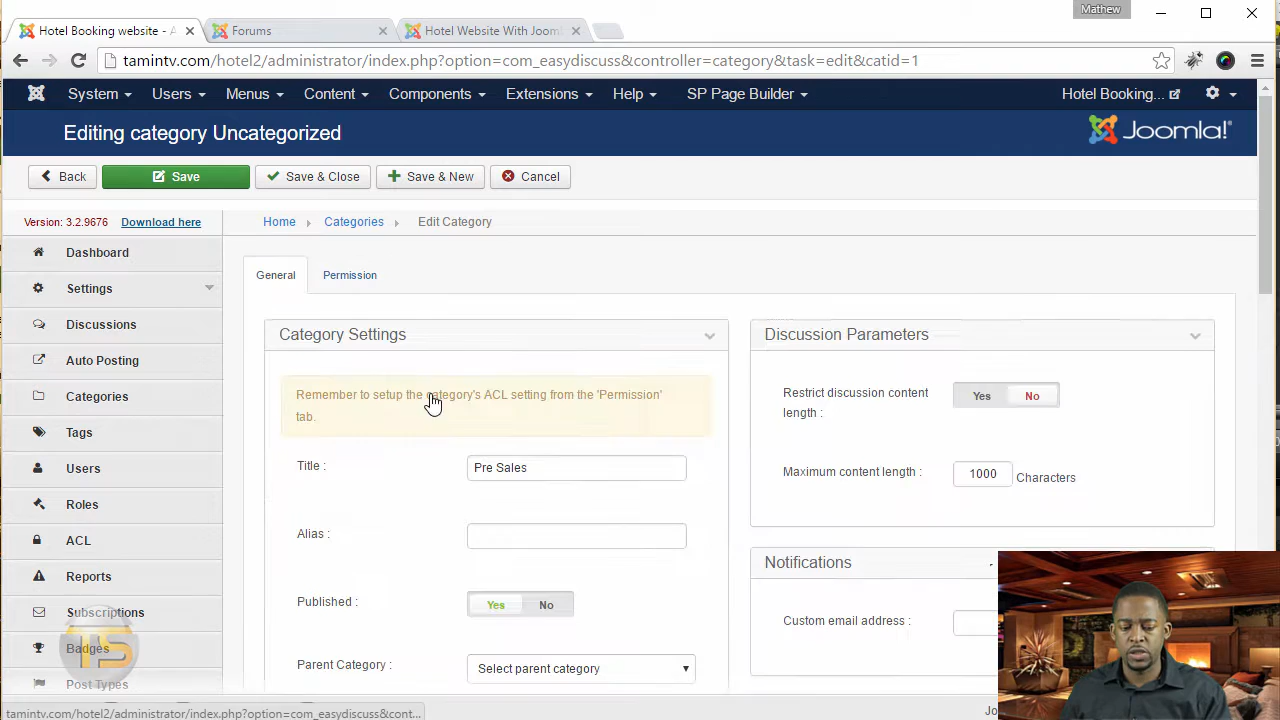 Mathew
Hotel Booking website - A
Forums
Hotel Website With Jooml
tamintv.com/hotel2/administrator/index.php?option=com_easydiscuss&controller=category&task=edit&catid=1
System Users Menus Content Components Extensions Help SP Page Builder Hotel Booking...
Editing category Uncategorized
Joomla!
Back Save Save & Close Save & New Cancel
Version: 3.2.9676 Download here
Home Categories Edit Category
Dashboard
Settings
Discussions
Auto Posting
Categories
Tags
Users
Roles
ACL
Reports
Subscriptions
Badges
Post Types
TS
General Permission
Category Settings
Remember to setup the category's ACL setting from the 'Permission'
tab.
Title :
Pre Sales
Alias :
Published :
Yes No
Parent Category :
Select parent category
Discussion Parameters
Restrict discussion content
length :
Yes No
Maximum content length :
1000 Characters
Notifications
Custom email address :
tamintv.com/hotel2/administrator/index.php?option=com_easydiscuss&cont...
Jo